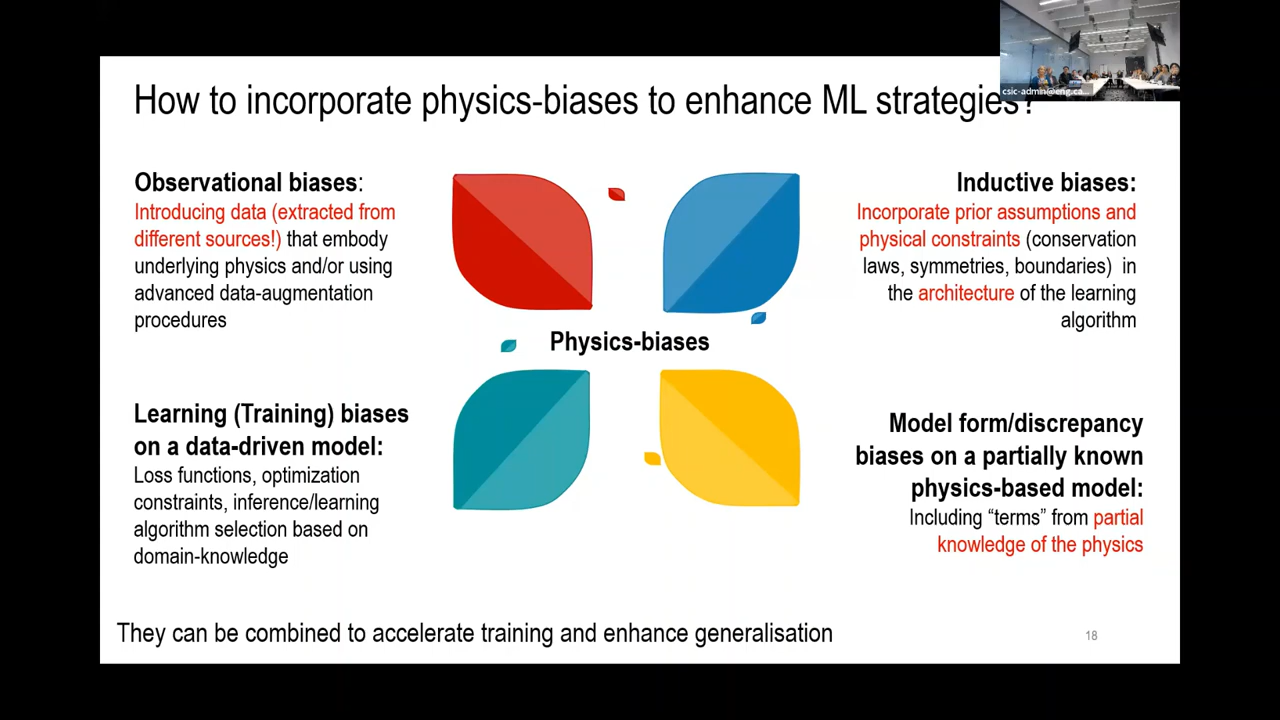 How to incorporate physics-biases to enhance ML strategies?
csic-admin@eng.ca...
Observational biases:
Introducing data (extracted from
different sources!) that embody
underlying physics and/or using
advanced data-augmentation
procedures
Inductive biases:
Incorporate prior assumptions and
physical constraints (conservation
laws, symmetries, boundaries) in
the architecture of the learning
algorithm
Physics-biases
Learning (Training) biases
on a data-driven model:
Loss functions, optimization
constraints, inference/learning
algorithm selection based on
domain-knowledge
Model form/discrepancy
biases on a partially known
physics-based model:
Including “terms” from partial
knowledge of the physics
They can be combined to accelerate training and enhance generalisation
18